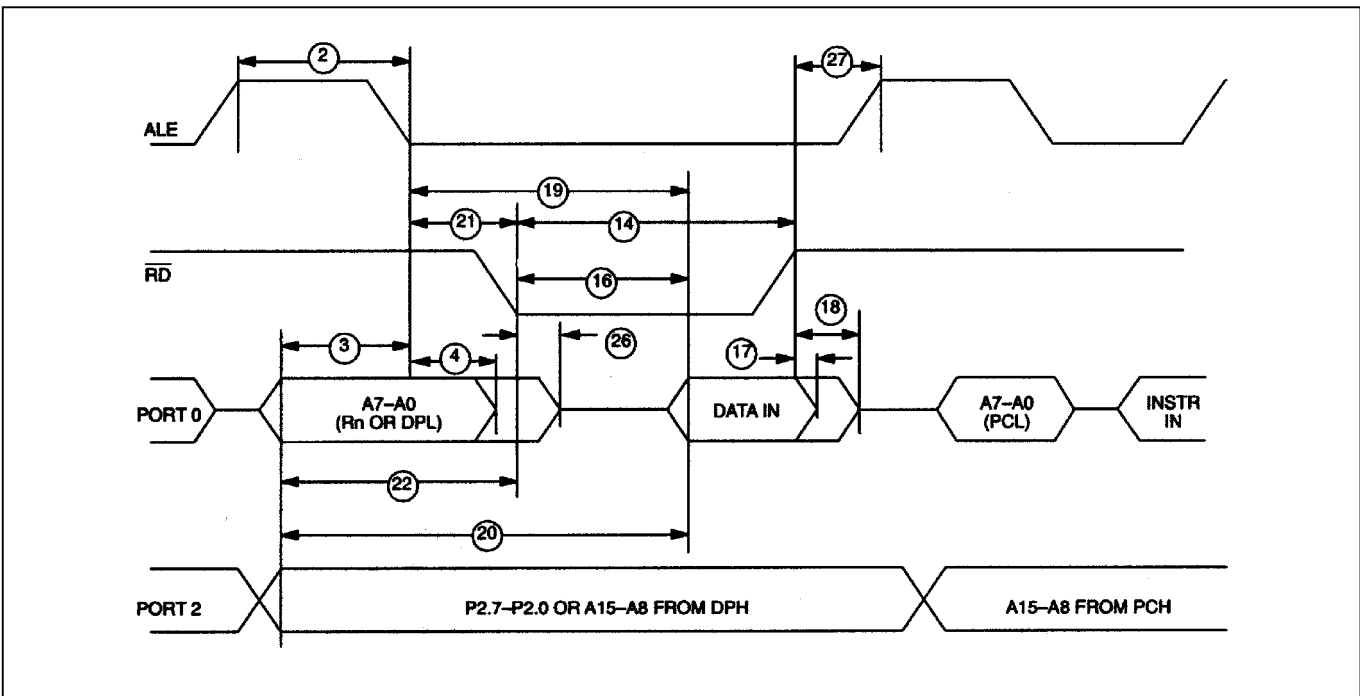 2
27
ALE
19
21
14
RD
16
18
3
4
26
17
PORT 0
A7–A0
(Rn OR DPL)
DATA IN
A7–A0
(PCL)
INSTR
IN
22
20
PORT 2
P2.7–P2.0 OR A15–A8 FROM DPH
A15–A8 FROM PCH